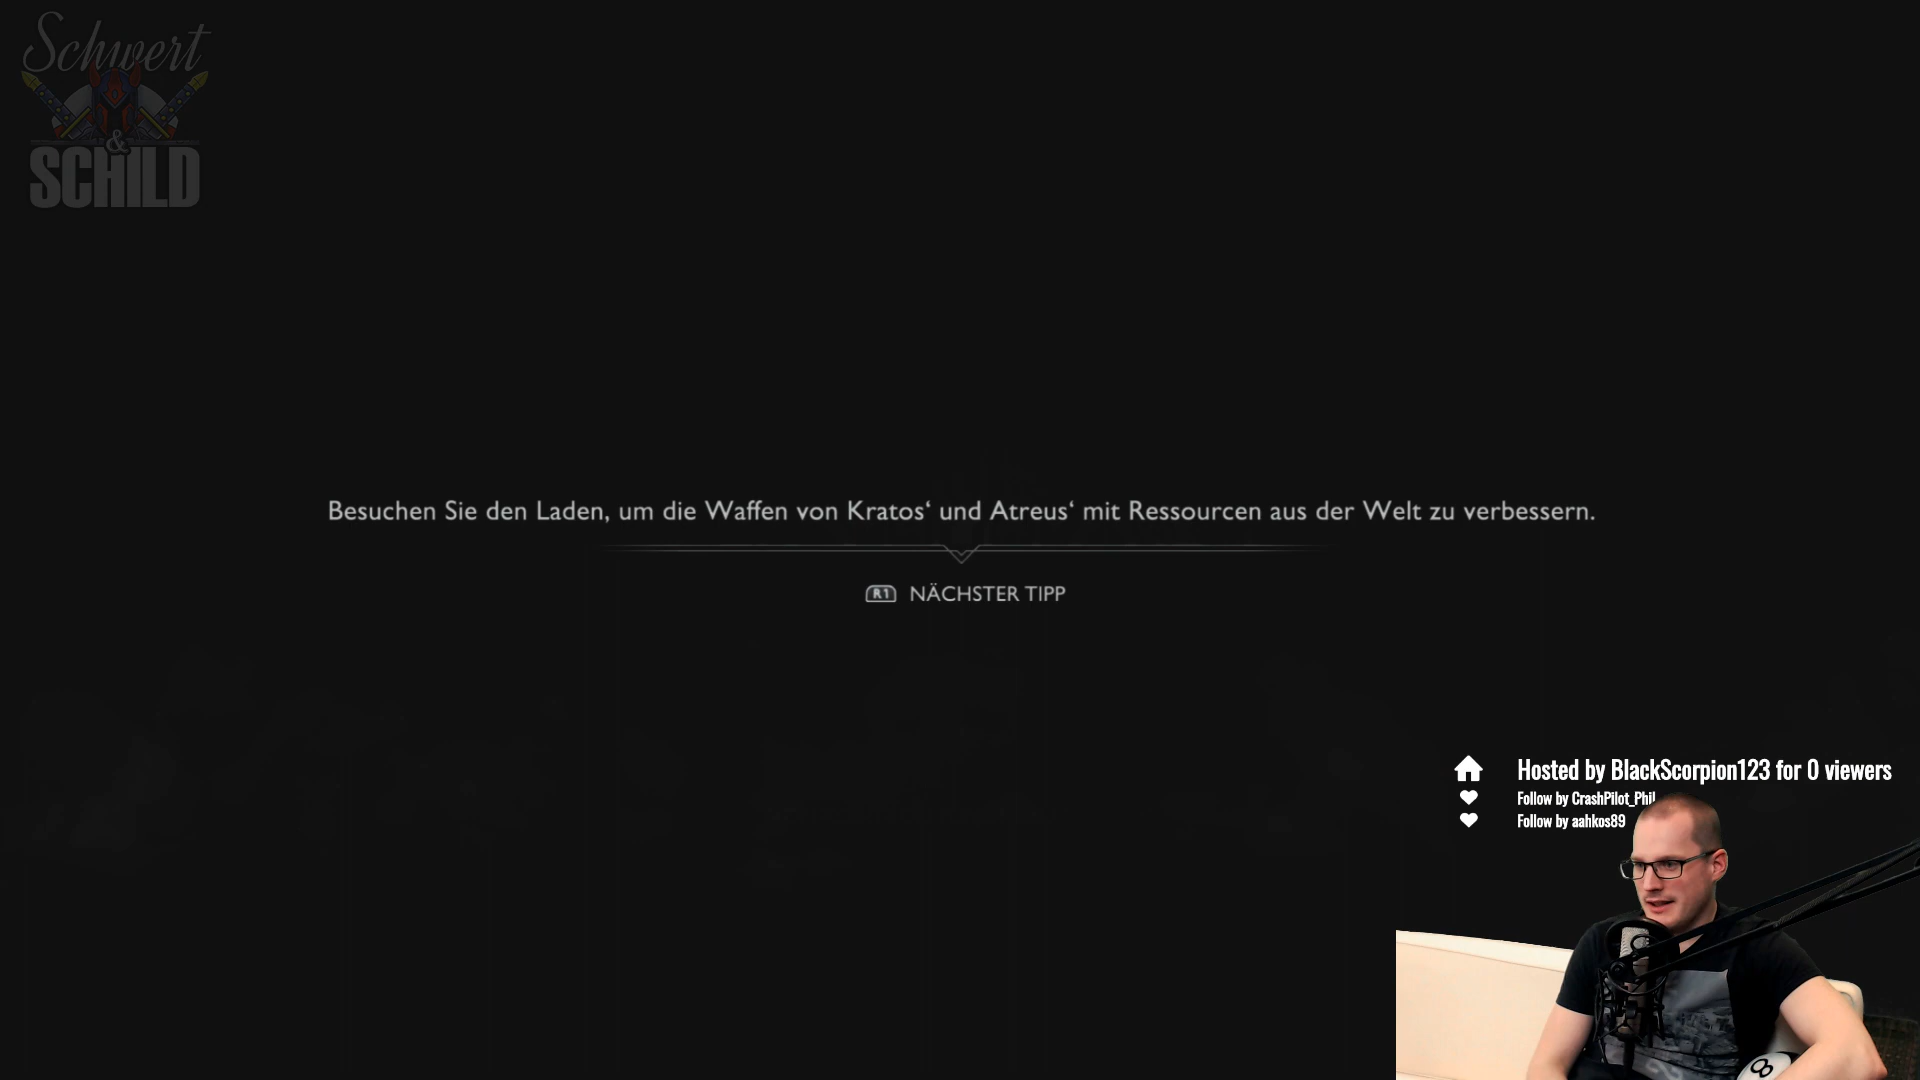 Schwert
&
SCHILD
Besuchen Sie den Laden, um die Waffen von Kratos‘ und Atreus‘ mit Ressourcen aus der Welt zu verbessern.
R1 NÄCHSTER TIPP
Hosted by BlackScorpion123 for 0 viewers
Follow by CrashPilot_Phil
Follow by aahkos89
8